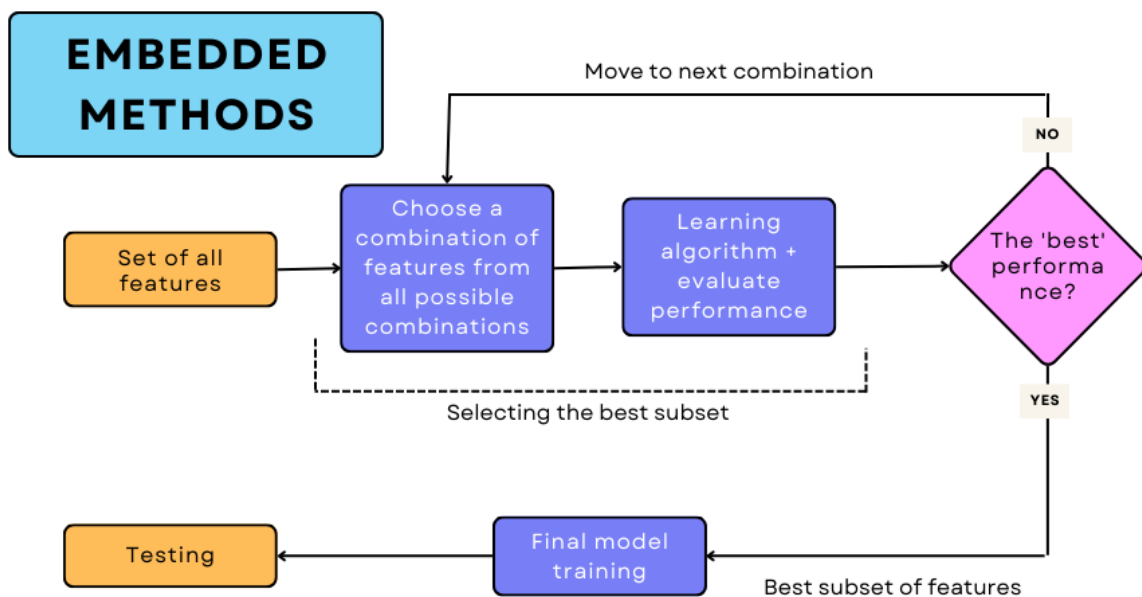 EMBEDDED
METHODS
Move to next combination
NO
Set of all
features
Choose a
combination of
features from
all possible
combinations
Learning
algorithm +
evaluate
performance
The 'best'
performa
nce?
Selecting the best subset
YES
Testing
Final model
training
Best subset of features